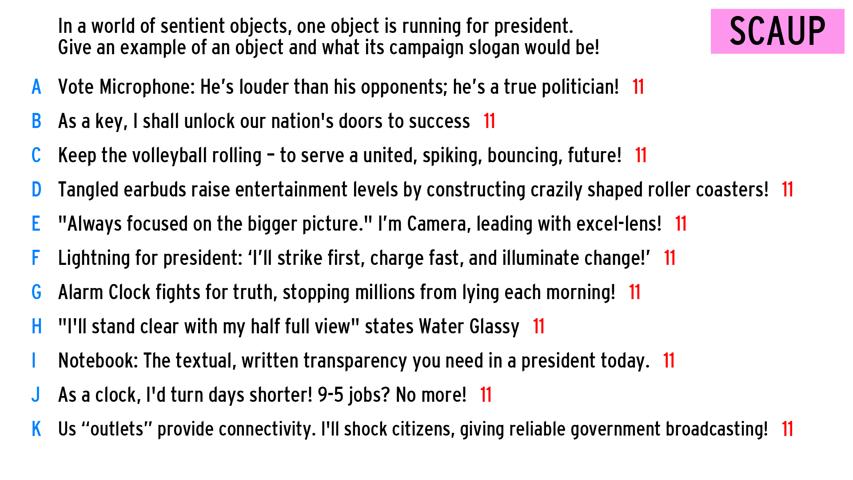 In a world of sentient objects, one object is running for president.
Give an example of an object and what its campaign slogan would be!
SCAUP
A Vote Microphone: He's louder than his opponents; he's a true politician! 11
B As a key, I shall unlock our nation's doors to success 11
C Keep the volleyball rolling – to serve a united, spiking, bouncing, future! 11
D Tangled earbuds raise entertainment levels by constructing crazily shaped roller coasters! 11
E "Always focused on the bigger picture." I'm Camera, leading with excel-lens! 11
F Lightning for president: ‘I'll strike first, charge fast, and illuminate change!’ 11
G Alarm Clock fights for truth, stopping millions from lying each morning! 11
H "I'll stand clear with my half full view" states Water Glassy 11
I Notebook: The textual, written transparency you need in a president today. 11
J As a clock, I'd turn days shorter! 9-5 jobs? No more! 11
K Us “outlets” provide connectivity. I'll shock citizens, giving reliable government broadcasting! 11